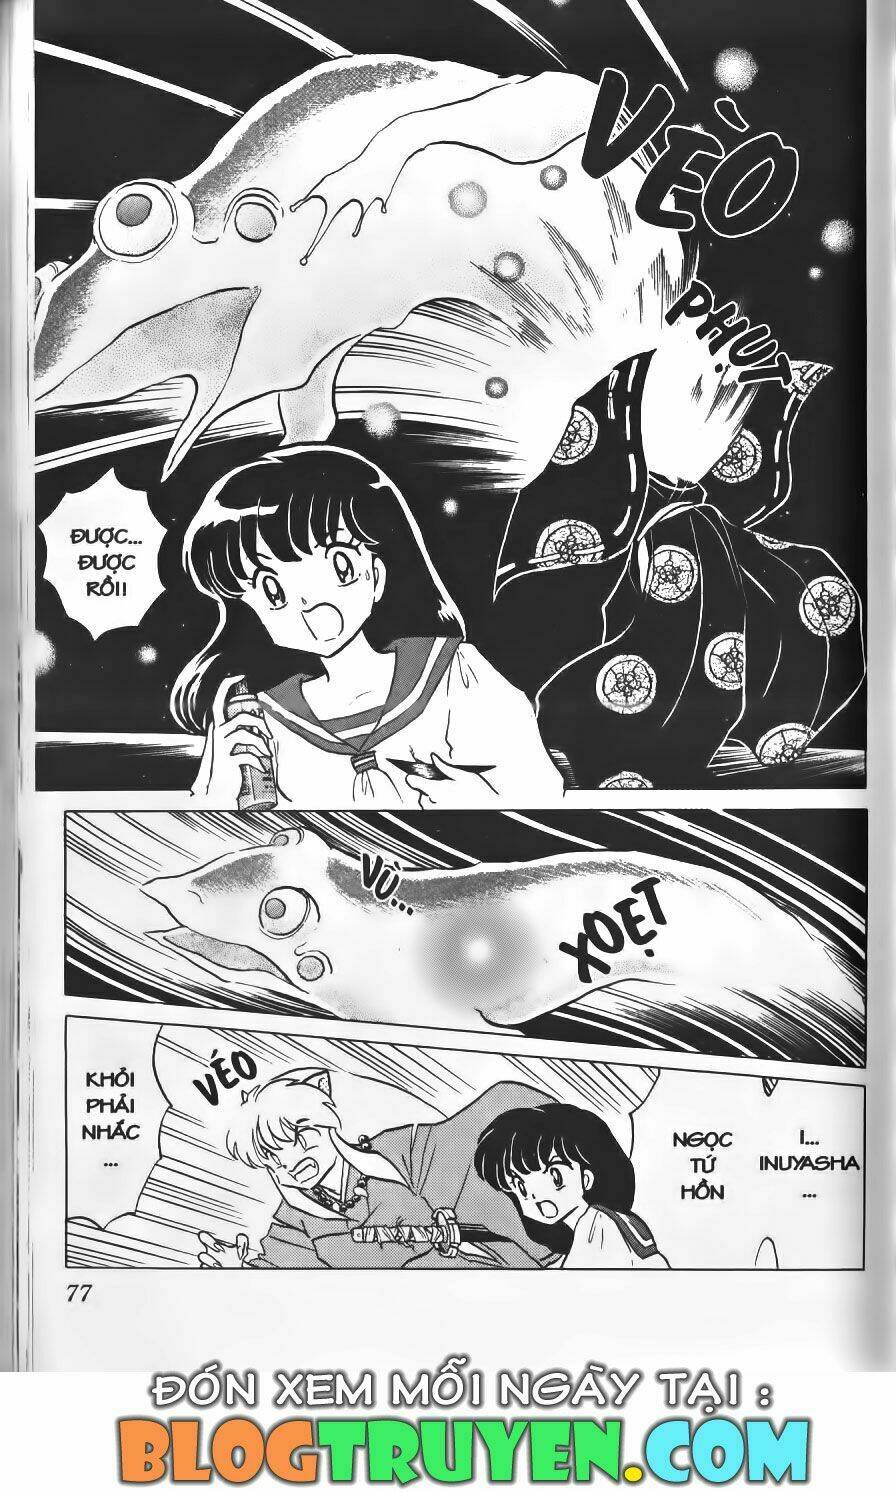 VÈO
PHỤT
ĐƯỢC...
ĐƯỢC
RỒI!
VÙ...
XOẸT
I...
INUYASHA
...
NGỌC
TỨ
HỒN
VÉO
KHỎI
PHẢI
NHẮC
...
77
ĐÓN XEM MỖI NGÀY TẠI :
BLOGTRUYEN.COM